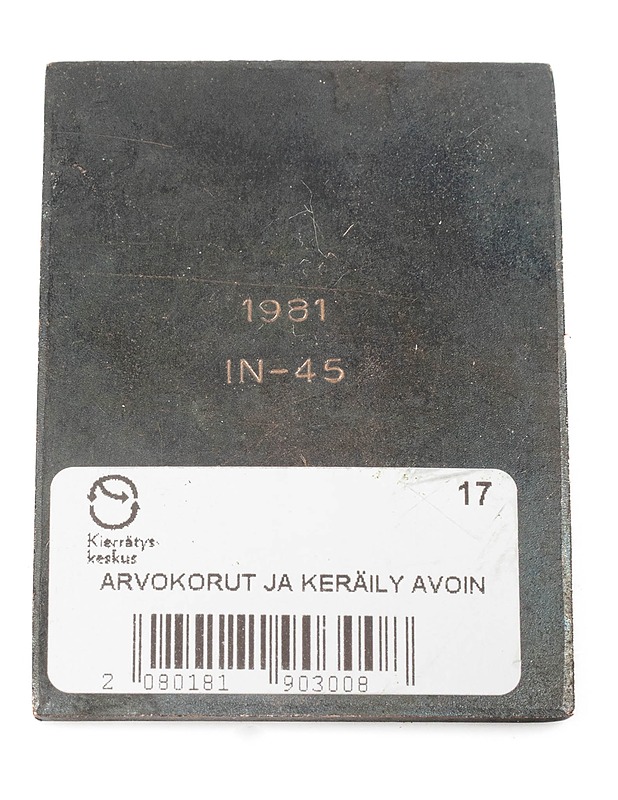 1981
IN-45
17
Kierrätys-
keskus
ARVOKORUT JA KERÄILY AVOIN
2 080181 903008